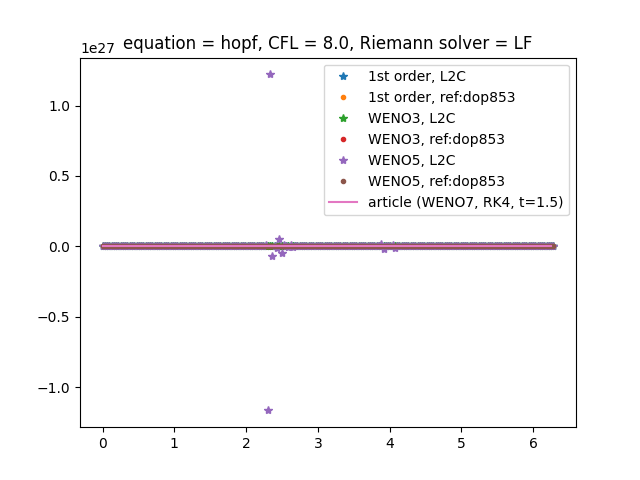 equation = hopf, CFL = 8.0, Riemann solver = LF
1e27
1st order, L2C
1st order, ref:dop853
WENO3, L2C
WENO3, ref:dop853
WENO5, L2C
WENO5, ref:dop853
article (WENO7, RK4, t=1.5)
1.0
0.5
0.0
−0.5
−1.0
0 1 2 3 4 5 6